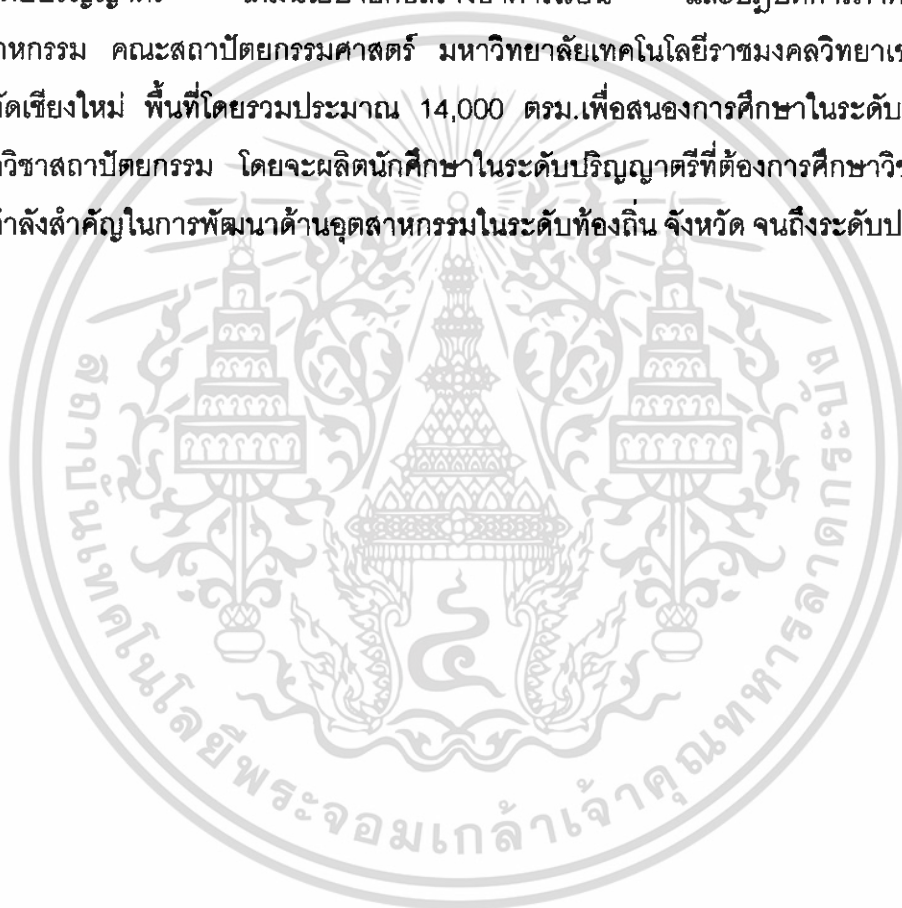 าหกรรม คณะสถาปัตยกรรมศาสตร์ มหาวิทยาลัยเทคโนโลยีราชมงคลวิทยาเข
ัดเชียงใหม่ พื้นที่โดยรวมประมาณ 14,000 ตรม.เพื่อสนองการศึกษาในระดับ
าวิชาสถาปัตยกรรม โดยจะผลิตนักศึกษาในระดับปริญญาตรีที่ต้องการศึกษาวิช
กำลังสำคัญในการพัฒนาด้านอุตสาหกรรมในระดับท้องถิ่น จังหวัด จนถึงระดับป
สถาบันเทคโนโลยีพระจอมเกล้าเจ้าคุณทหารลาดกระบัง